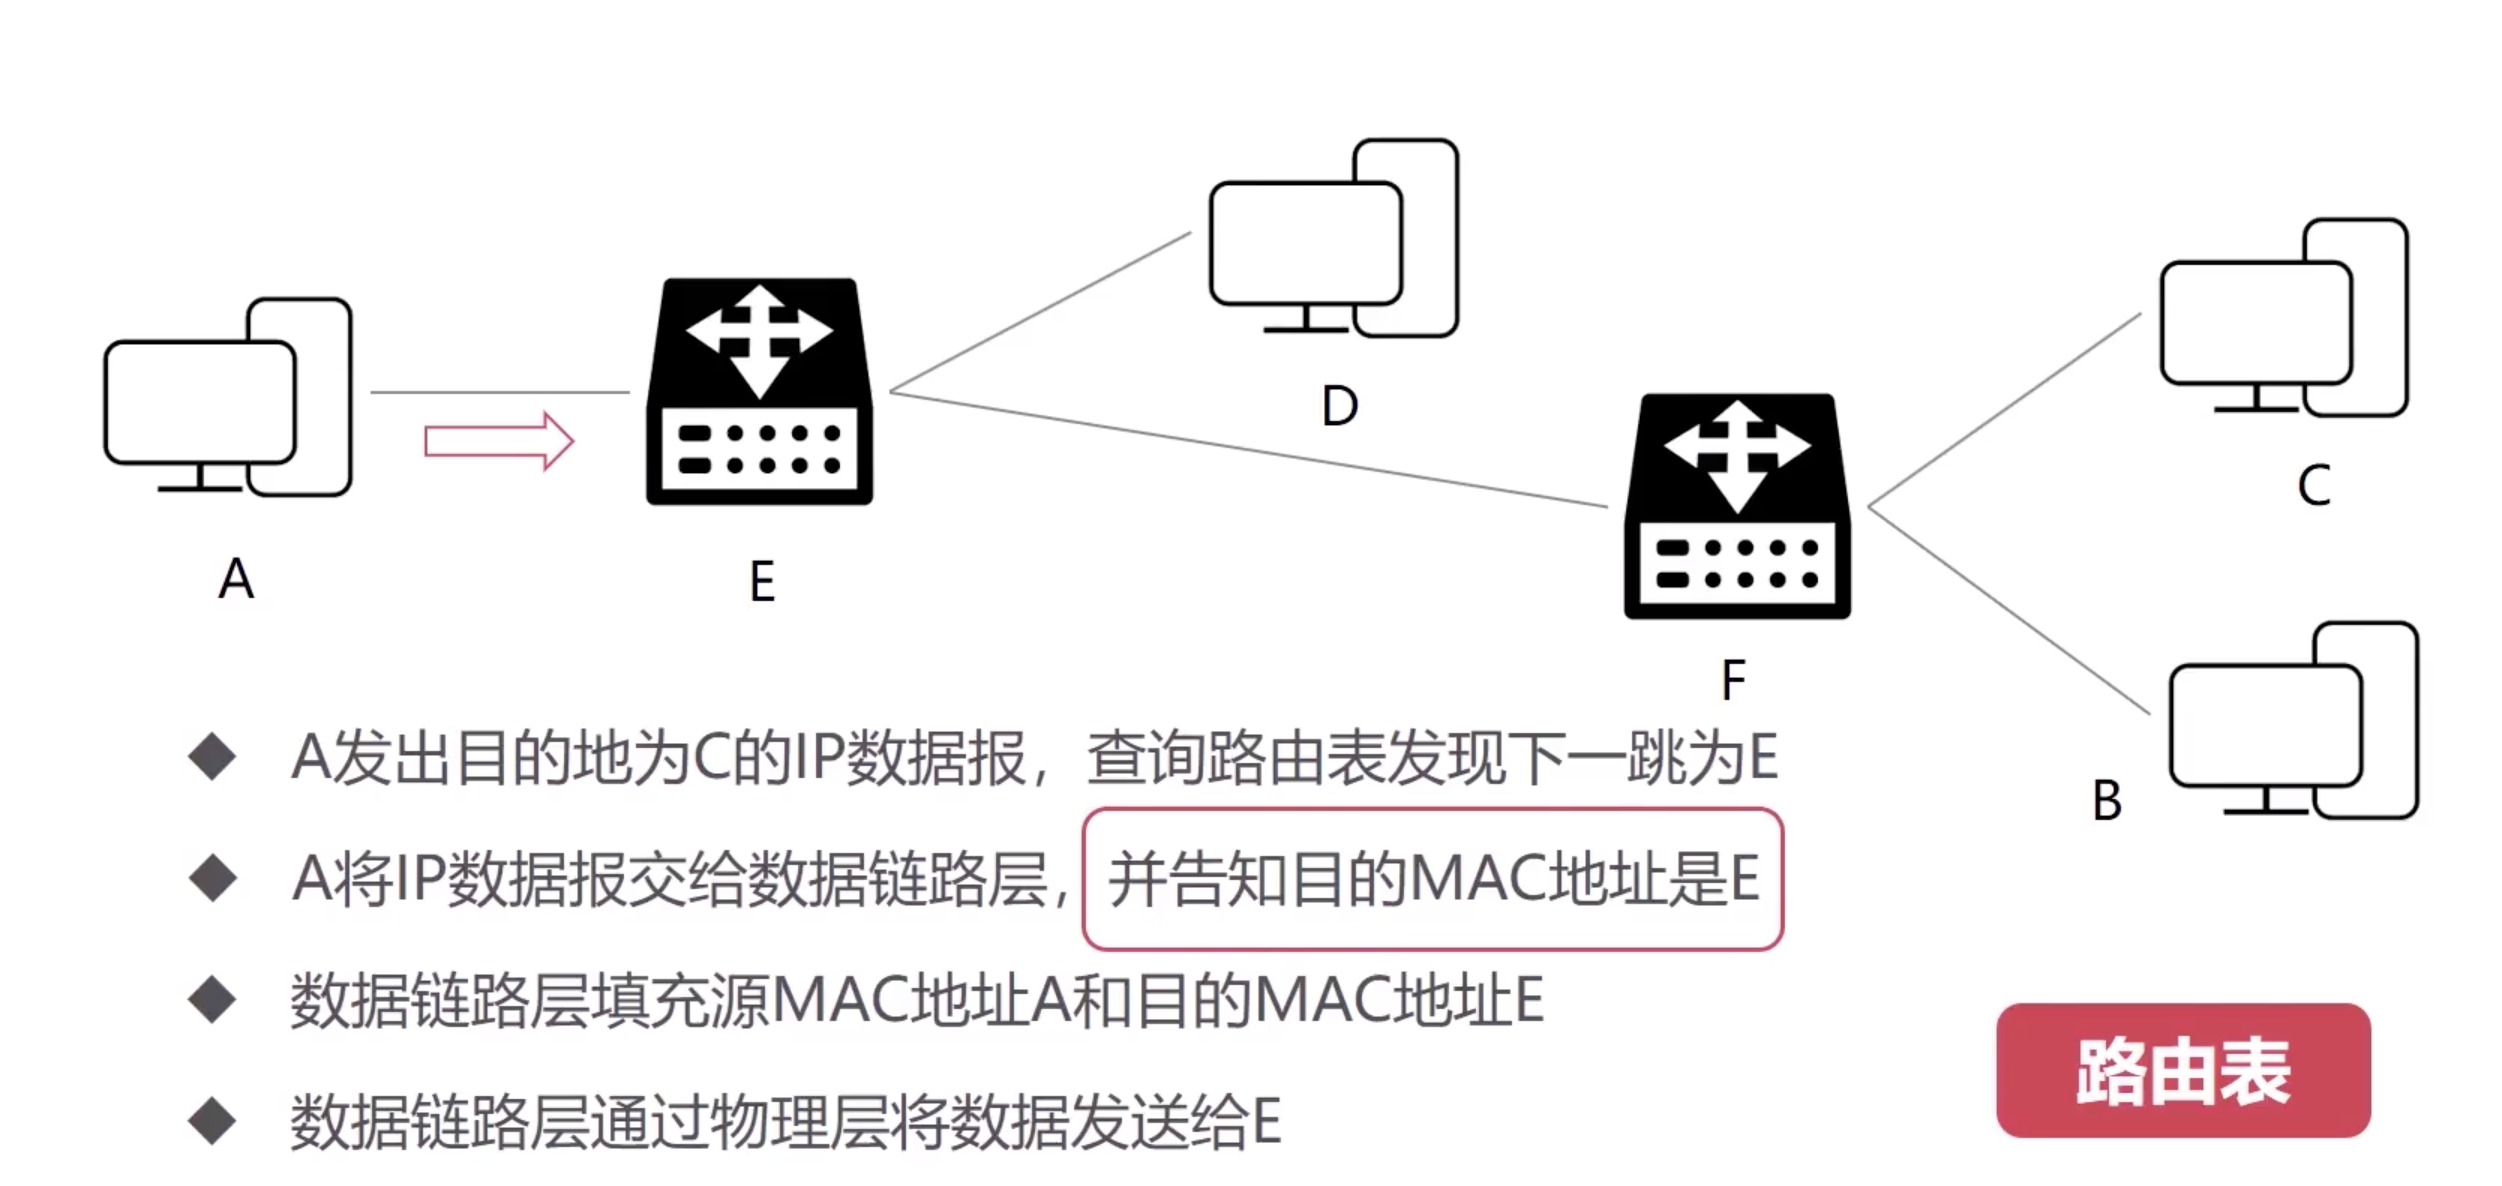 D
C
A
E
F
B
A发出目的地为C的IP数据报，查询路由表发现下一跳为E
A将IP数据报交给数据链路层，并告知目的MAC地址是E
数据链路层填充源MAC地址A和目的MAC地址E
数据链路层通过物理层将数据发送给E
路由表